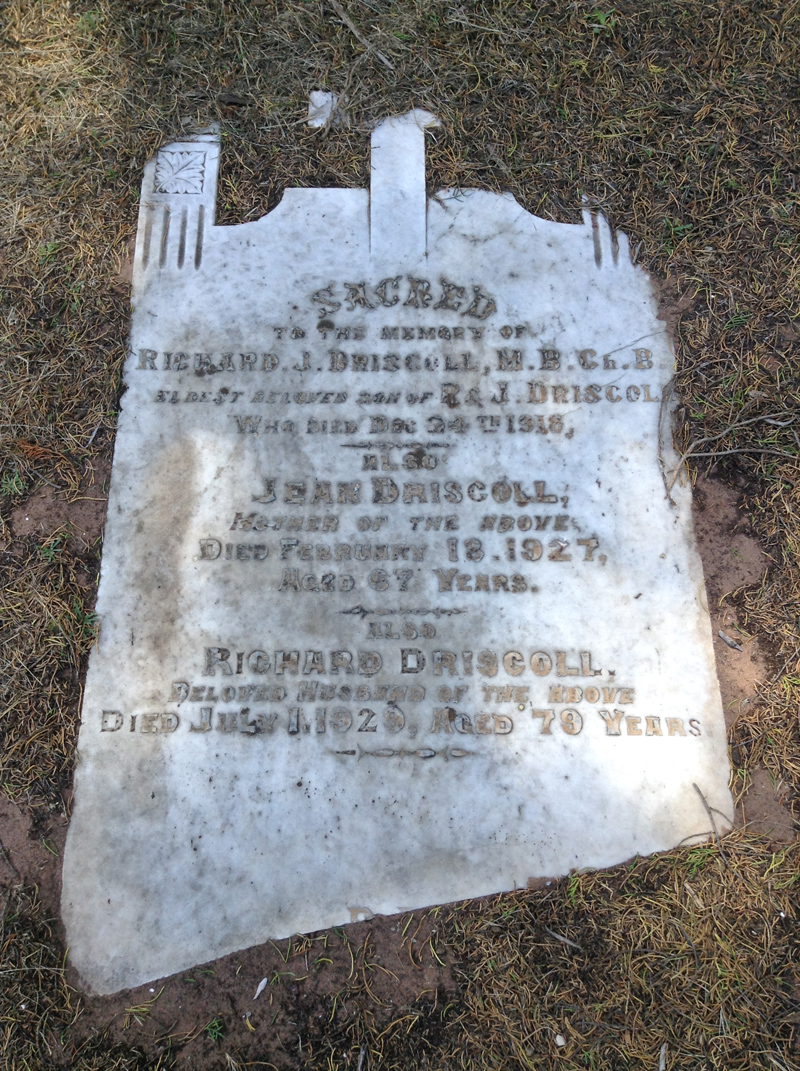 SACRED
TO THE MEMORY OF
RICHARD. J. DRISCOLL, M.B. CH. B.
ELDEST BELOVED SON OF R & J. DRISCOL
WHO DIED DEC 24TH 1918,
ALSO
JEAN DRISCOLL,
MOTHER OF THE ABOVE,
DIED FEBRUARY 18. 1927,
AGED 67 YEARS.
ALSO
RICHARD DRISCOLL.
BELOVED HUSBAND OF THE ABOVE
DIED JULY 1. 1929, AGED 79 YEARS